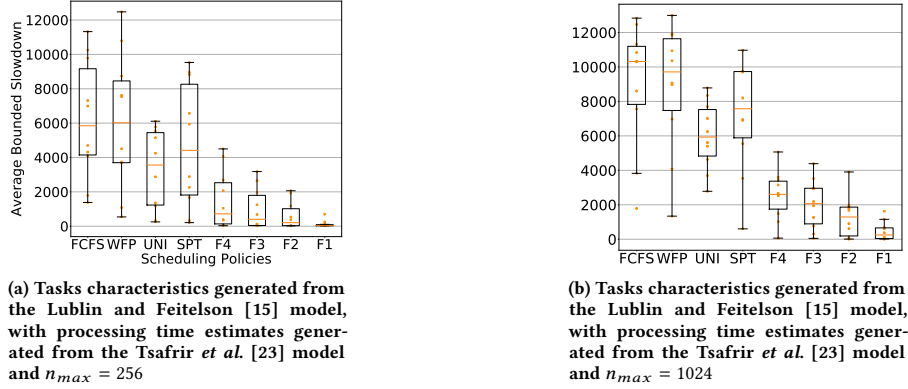 Average Bounded Slowdown
12000
10000
8000
6000
4000
2000
0
FCFS WFP UNI SPT F4 F3 F2 F1
Scheduling Policies
(a) Tasks characteristics generated from
the Lublin and Feitelson [15] model,
with processing time estimates gener-
ated from the Tsafrir et al. [23] model
and n_max = 256
12000
10000
8000
6000
4000
2000
0
FCFS WFP UNI SPT F4 F3 F2 F1
(b) Tasks characteristics generated from
the Lublin and Feitelson [15] model,
with processing time estimates gener-
ated from the Tsafrir et al. [23] model
and n_max = 1024